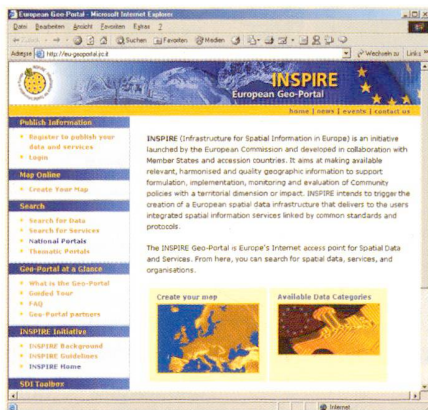 European Geo-Portal - Microsoft Internet Explorer
Datei Bearbeiten Ansicht Favoriten Extras ?
Suchen Favoriten Medien
Adresse http://eu-geoportal.jrc.it Wechseln zu Links
INSPIRE
European Geo-Portal
home | news | events | contact us
Publish Information
Register to publish your
data and services
Login
Map Online
Create Your Map
Search
Search for Data
Search for Services
National Portals
Thematic Portals
Geo-Portal at a Glance
What is the Geo-Portal
Guided Tour
FAQ
Geo-Portal partners
INSPIRE Initiative
INSPIRE Background
INSPIRE Guidelines
INSPIRE Home
SDI Toolbox
INSPIRE (Infrastructure for Spatial Information in Europe) is an initiative
launched by the European Commission and developed in collaboration with
Member States and accession countries. It aims at making available
relevant, harmonised and quality geographic information to support
formulation, implementation, monitoring and evaluation of Community
policies with a territorial dimension or impact. INSPIRE intends to trigger the
creation of a European spatial data infrastructure that delivers to the users
integrated spatial information services linked by common standards and
protocols.
The INSPIRE Geo-Portal is Europe's Internet access point for Spatial Data
and Services. From here, you can search for spatial data, services, and
organisations.
Create your map
Available Data Categories
Internet